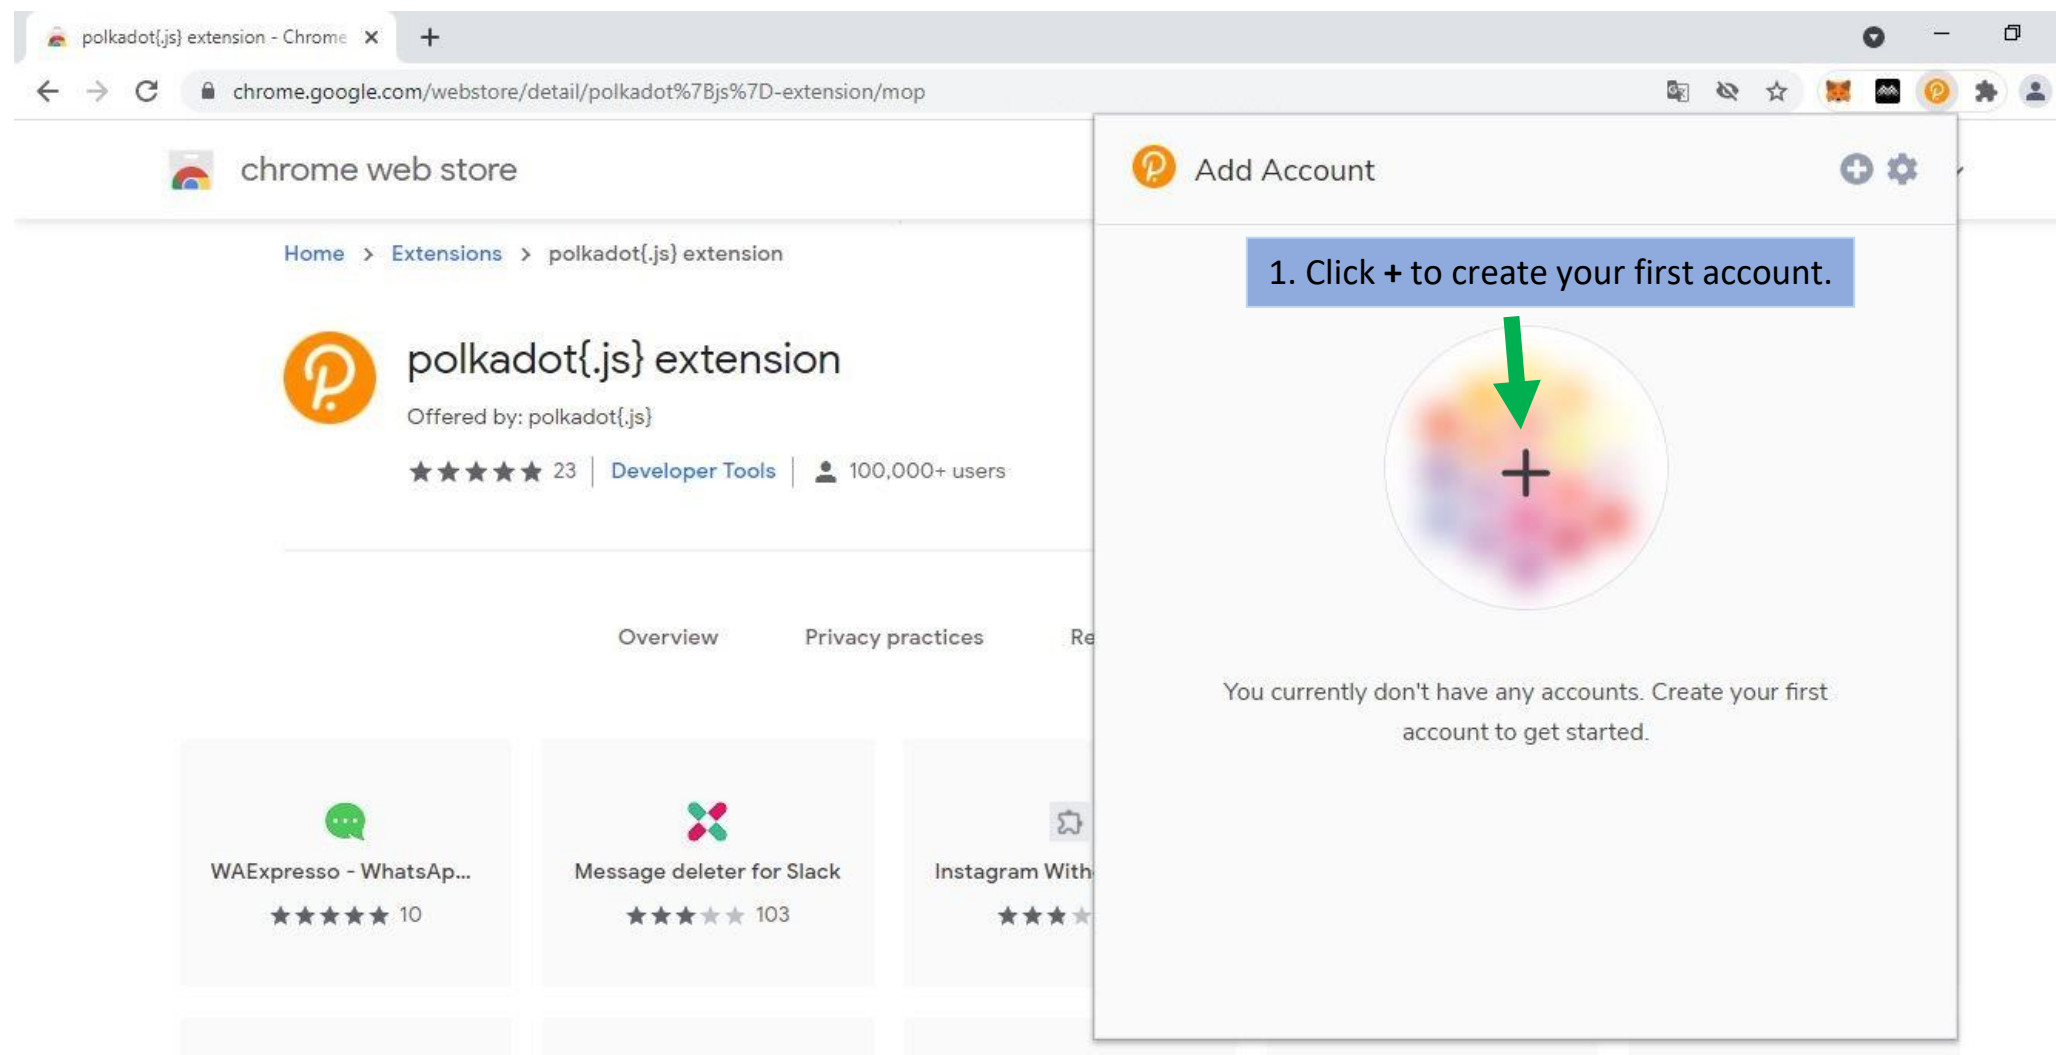 polkadot{.js} extension - Chrome
chrome.google.com/webstore/detail/polkadot%7Bjs%7D-extension/mop
chrome web store
Add Account
Home > Extensions > polkadot{.js} extension
1. Click + to create your first account.
polkadot{.js} extension
Offered by: polkadot{.js}
23 | Developer Tools | 100,000+ users
Overview Privacy practices Re
You currently don't have any accounts. Create your first
account to get started.
WAExpresso - WhatsAp...
10
Message deleter for Slack
103
Instagram With